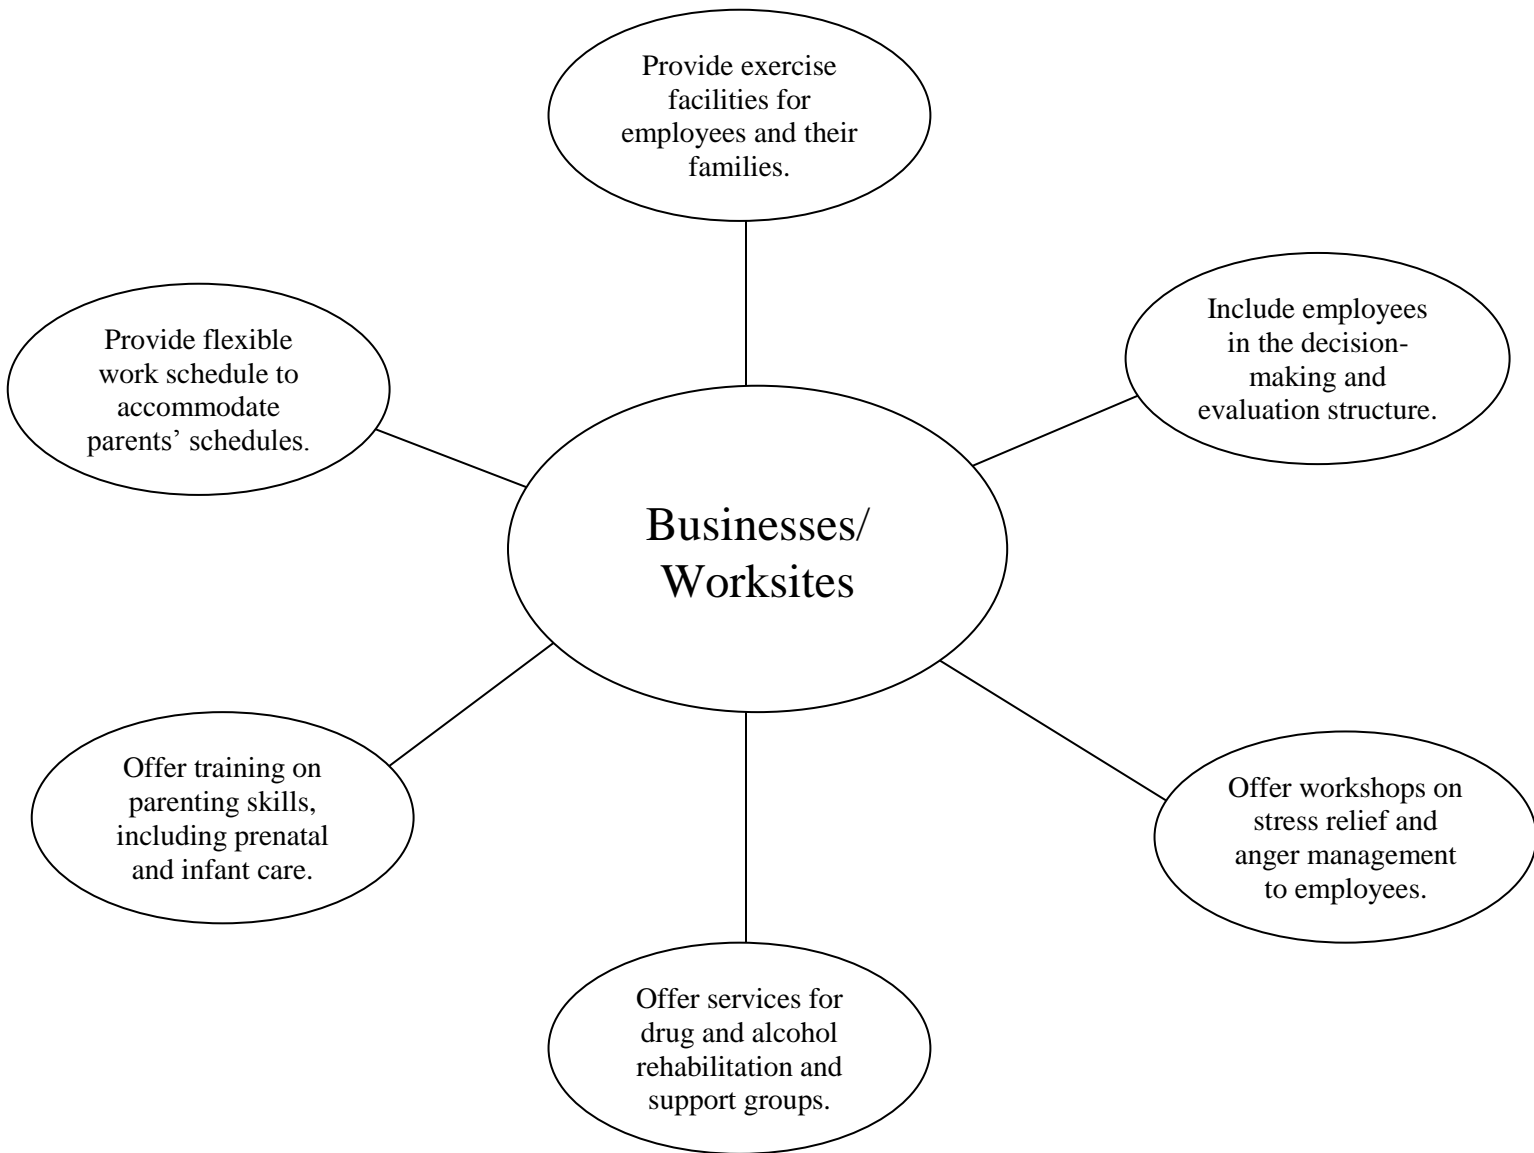 Provide exercise
facilities for
employees and their
families.
Include employees
in the decision-
making and
evaluation structure.
Provide flexible
work schedule to
accommodate
parents’ schedules.
Businesses/
Worksites
Offer training on
parenting skills,
including prenatal
and infant care.
Offer workshops on
stress relief and
anger management
to employees.
Offer services for
drug and alcohol
rehabilitation and
support groups.